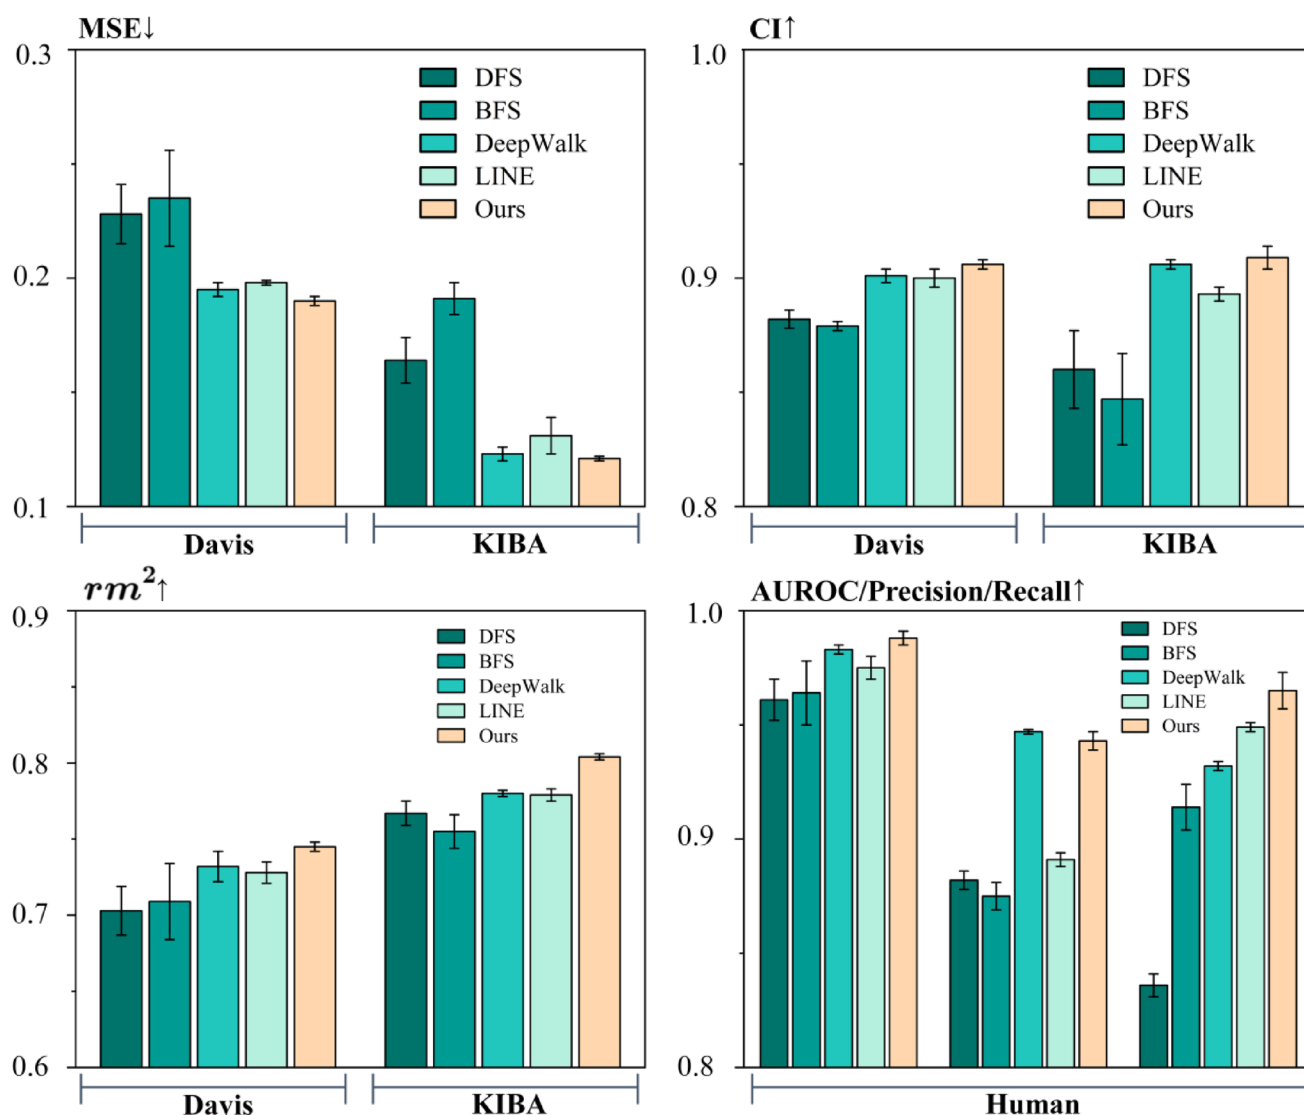 MSE↓
0.3
0.2
0.1
DFS
BFS
DeepWalk
LINE
Ours
Davis
KIBA
CI↑
1.0
0.9
0.8
DFS
BFS
DeepWalk
LINE
Ours
Davis
KIBA
rm²↑
0.9
0.8
0.7
0.6
DFS
BFS
DeepWalk
LINE
Ours
Davis
KIBA
AUROC/Precision/Recall↑
1.0
0.9
0.8
DFS
BFS
DeepWalk
LINE
Ours
Human